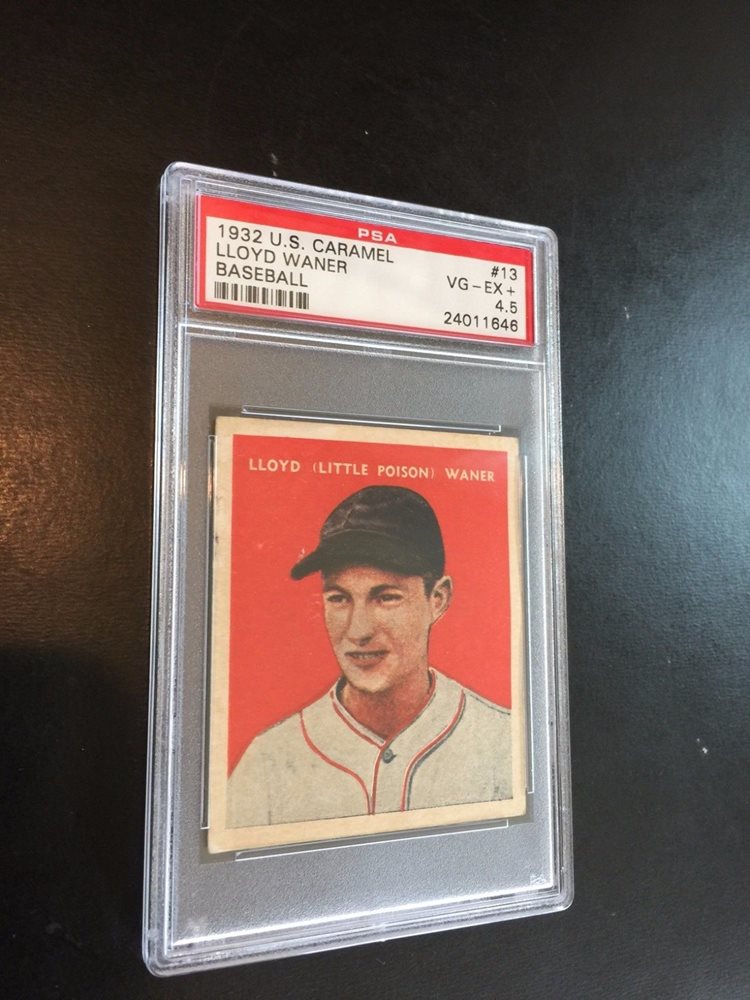 PSA
1932 U.S. CARAMEL #13
LLOYD WANER VG-EX+
BASEBALL 4.5
24011646
LLOYD (LITTLE POISON) WANER